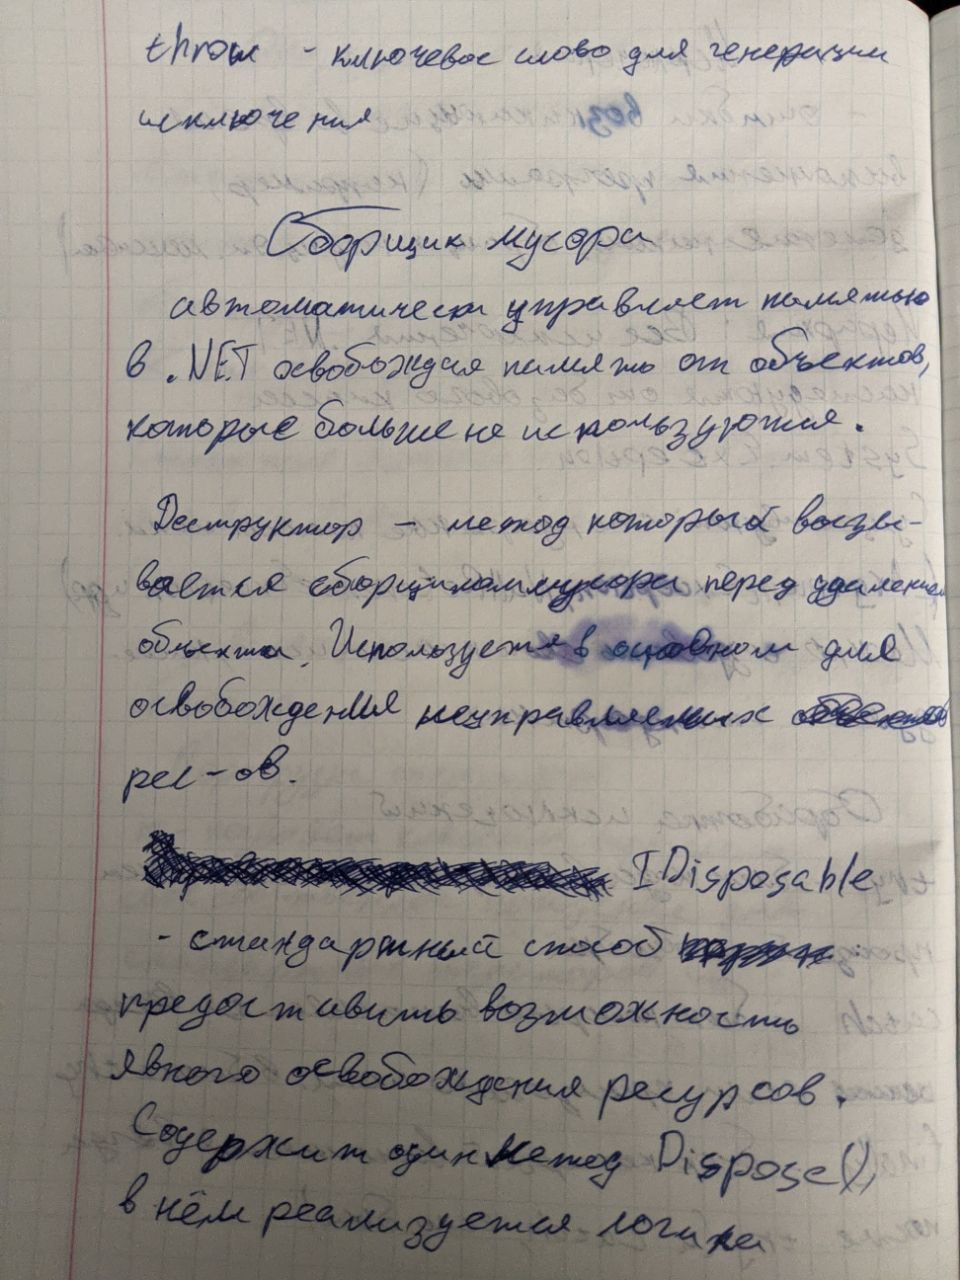 throw - ключевое слово для генерации
исключения
Сборщик мусора
автоматически управляет памятью
в .NET освобождая память от объектов,
которые больше не используются.
Деструктор - метод который вызы-
вается сборщиком мусора перед удалением
объекта. Используется в основном для
освобождения неуправляемых
рес-ов.
IDisposable
- стандартный способ
предоставить возможность
явного освобождения ресурсов.
Содержит один метод Dispose(),
в нём реализуется логика